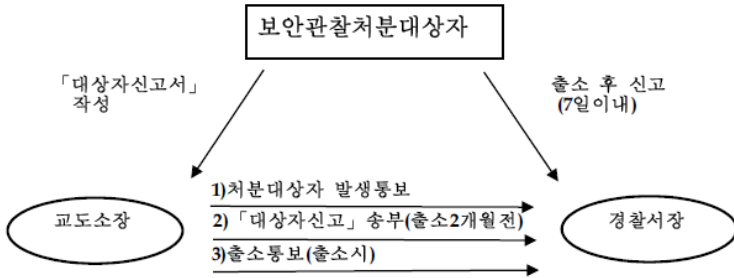 보안관찰처분대상자
「대상자신고서」
작성
출소 후 신고
(7일이내)
1)처분대상자 발생통보
교도소장
2)「대상자신고」송부(출소2개월전)
경찰서장
3)출소통보(출소시)